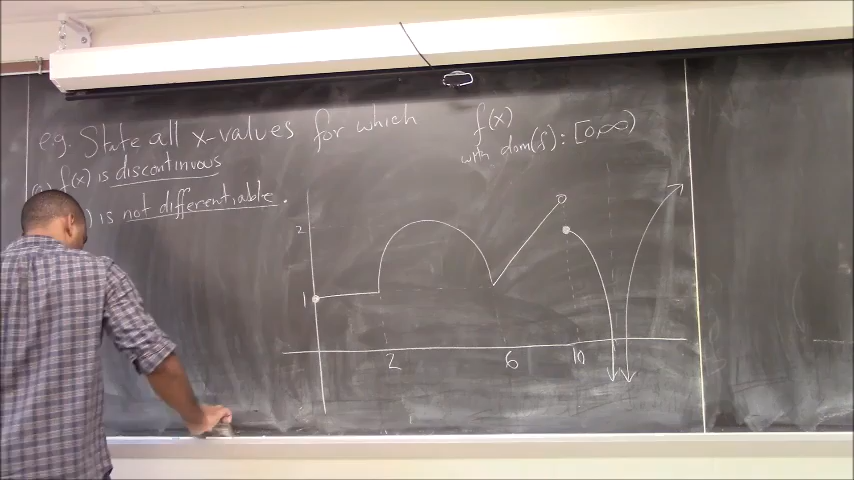 e.g. State all x-values for which
(a) f(x) is discontinuous
) is not differentiable.
f(x)
with dom(f): [0,∞)
2
1
2
6
10